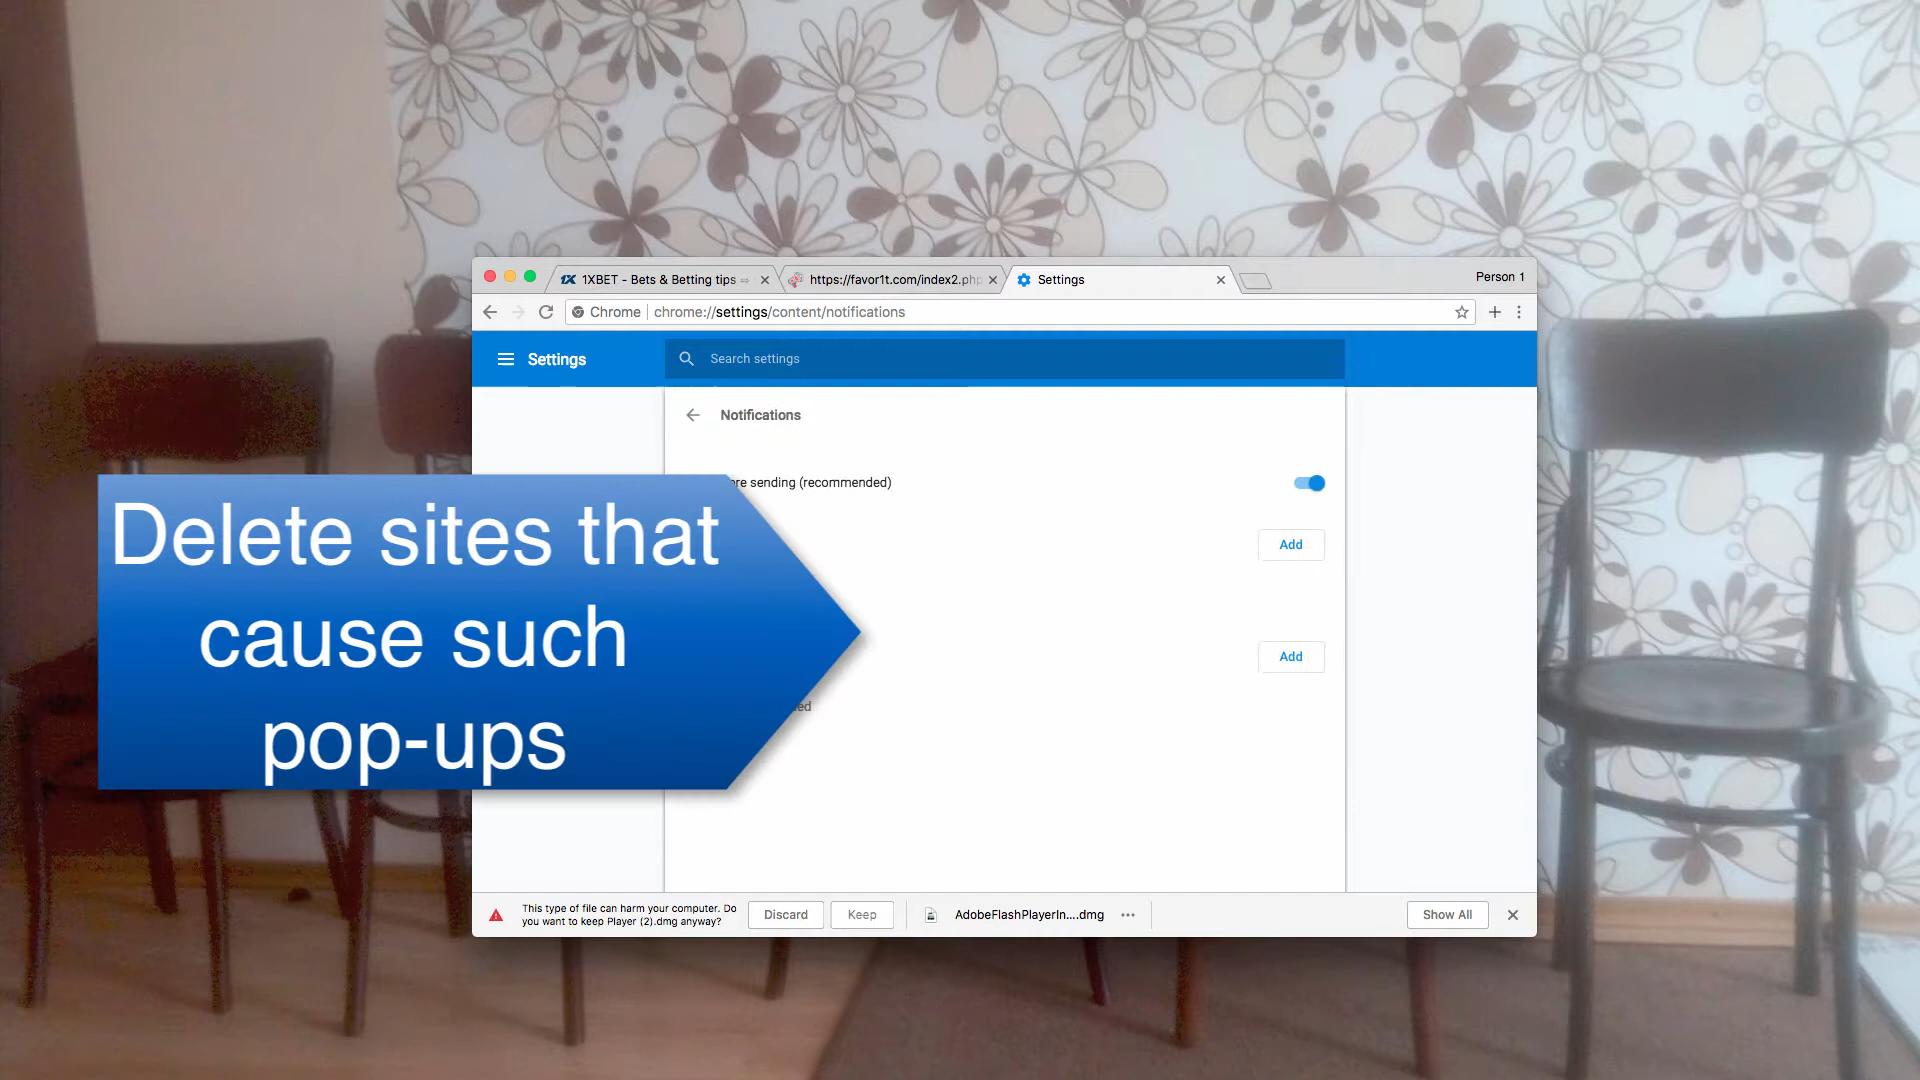 1XBET - Bets & Betting tips
https://favor1t.com/index2.php
Settings
Person 1
Chrome
chrome://settings/content/notifications
Settings
Search settings
Notifications
sending (recommended)
Add
Add
Delete sites that
cause such
pop-ups
This type of file can harm your computer. Do
you want to keep Player (2).dmg anyway?
Discard
Keep
AdobeFlashPlayerIn....dmg
Show All